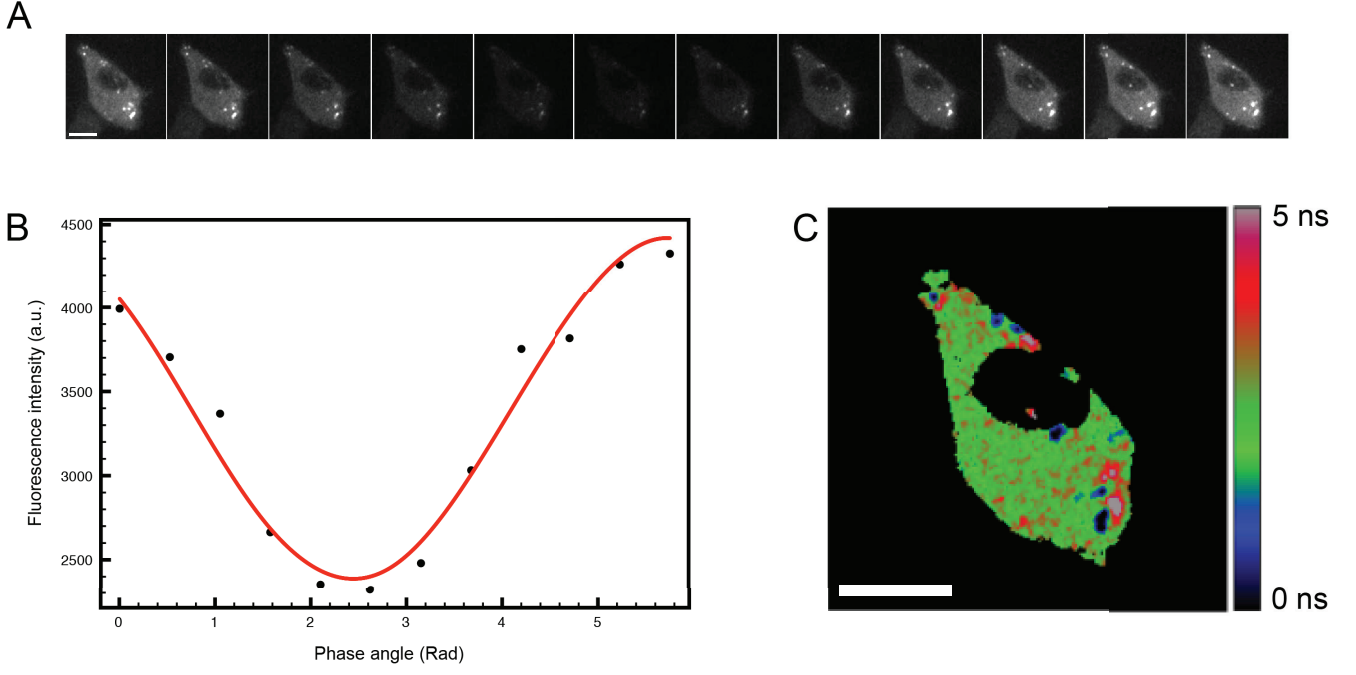 A
B
4500
4000
3500
3000
2500
Fluorescence intensity (a.u.)
0 1 2 3 4 5
Phase angle (Rad)
C
5 ns
0 ns